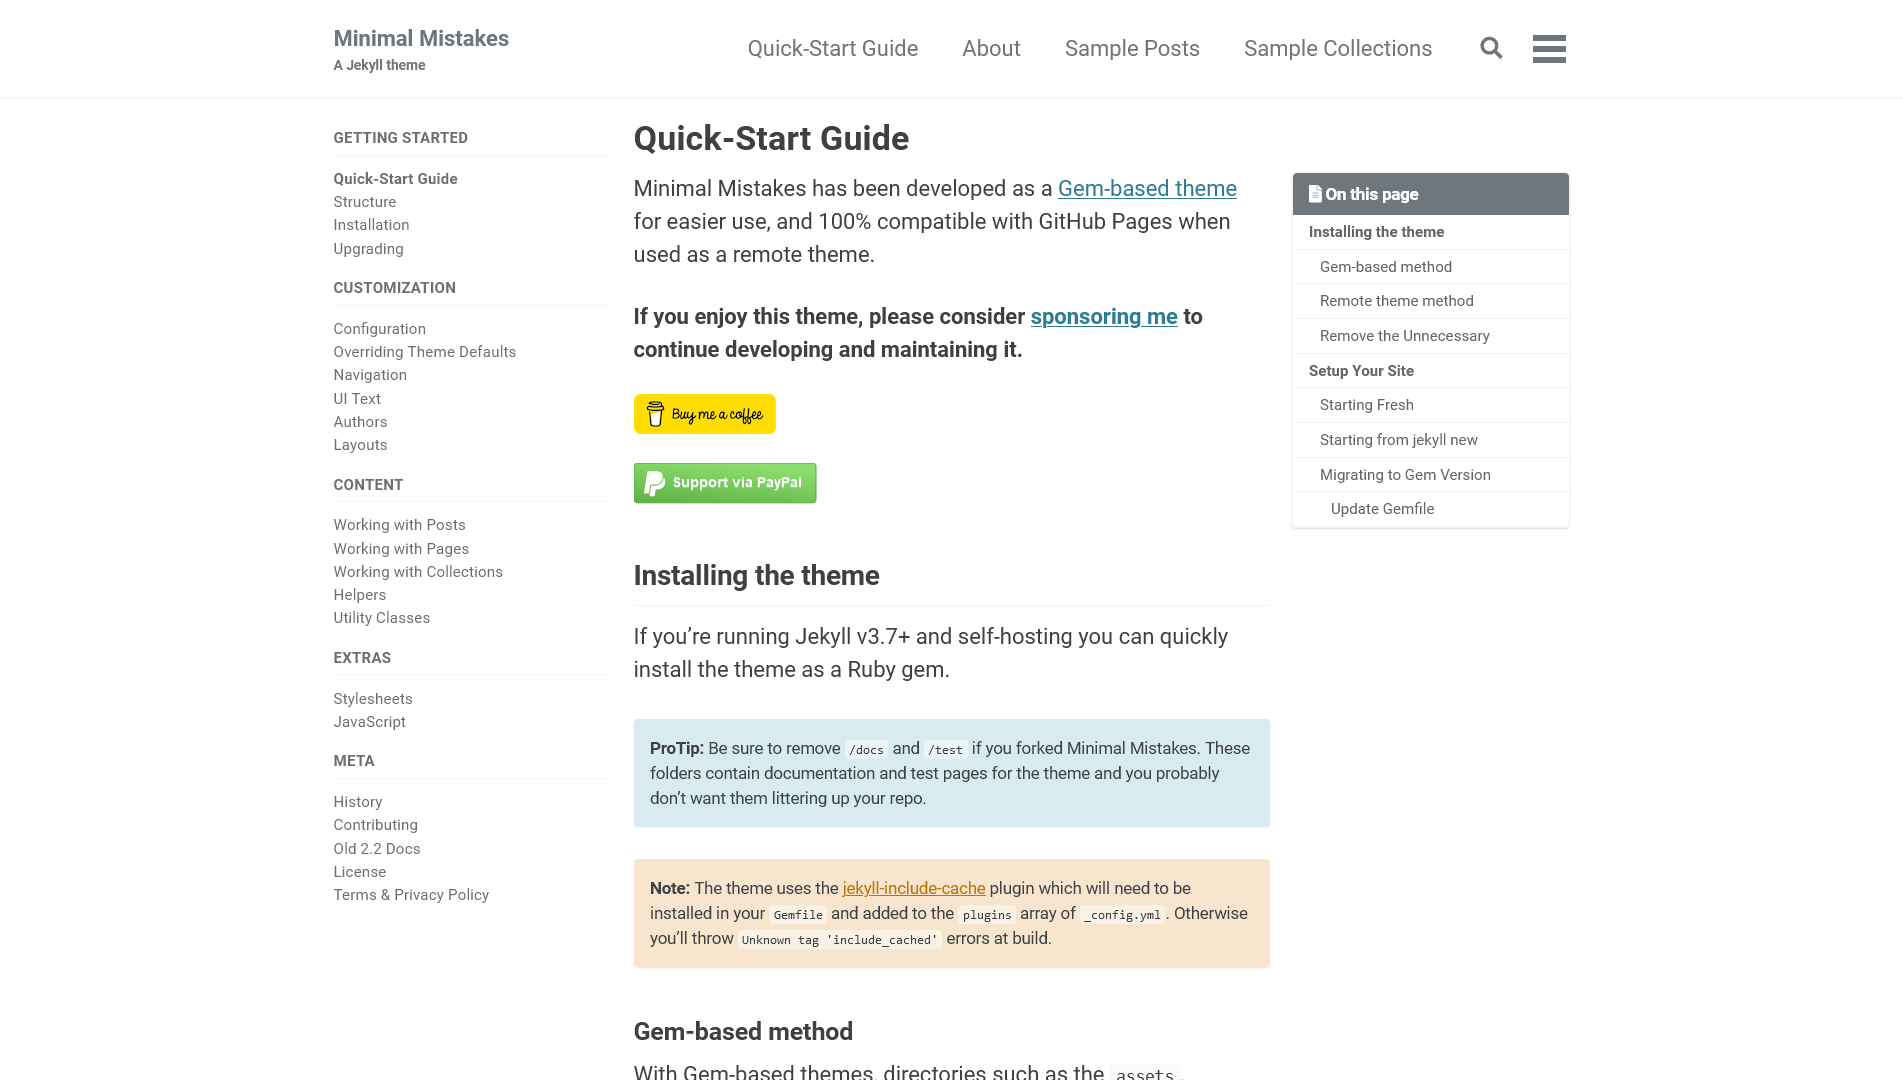 Minimal Mistakes
A Jekyll theme
Quick-Start Guide
About
Sample Posts
Sample Collections
GETTING STARTED
Quick-Start Guide
Structure
Installation
Upgrading
CUSTOMIZATION
Configuration
Overriding Theme Defaults
Navigation
UI Text
Authors
Layouts
CONTENT
Working with Posts
Working with Pages
Working with Collections
Helpers
Utility Classes
EXTRAS
Stylesheets
JavaScript
META
History
Contributing
Old 2.2 Docs
License
Terms & Privacy Policy
Quick-Start Guide
Minimal Mistakes has been developed as a Gem-based theme
for easier use, and 100% compatible with GitHub Pages when
used as a remote theme.
If you enjoy this theme, please consider sponsoring me to
continue developing and maintaining it.
Buy me a coffee
Support via PayPal
Installing the theme
If you’re running Jekyll v3.7+ and self-hosting you can quickly
install the theme as a Ruby gem.
ProTip: Be sure to remove /docs and /test if you forked Minimal Mistakes. These
folders contain documentation and test pages for the theme and you probably
don’t want them littering up your repo.
Note: The theme uses the jekyll-include-cache plugin which will need to be
installed in your Gemfile and added to the plugins array of _config.yml. Otherwise
you’ll throw Unknown tag 'include_cached' errors at build.
Gem-based method
With Gem-based themes, directories such as the assets,
On this page
Installing the theme
Gem-based method
Remote theme method
Remove the Unnecessary
Setup Your Site
Starting Fresh
Starting from jekyll new
Migrating to Gem Version
Update Gemfile